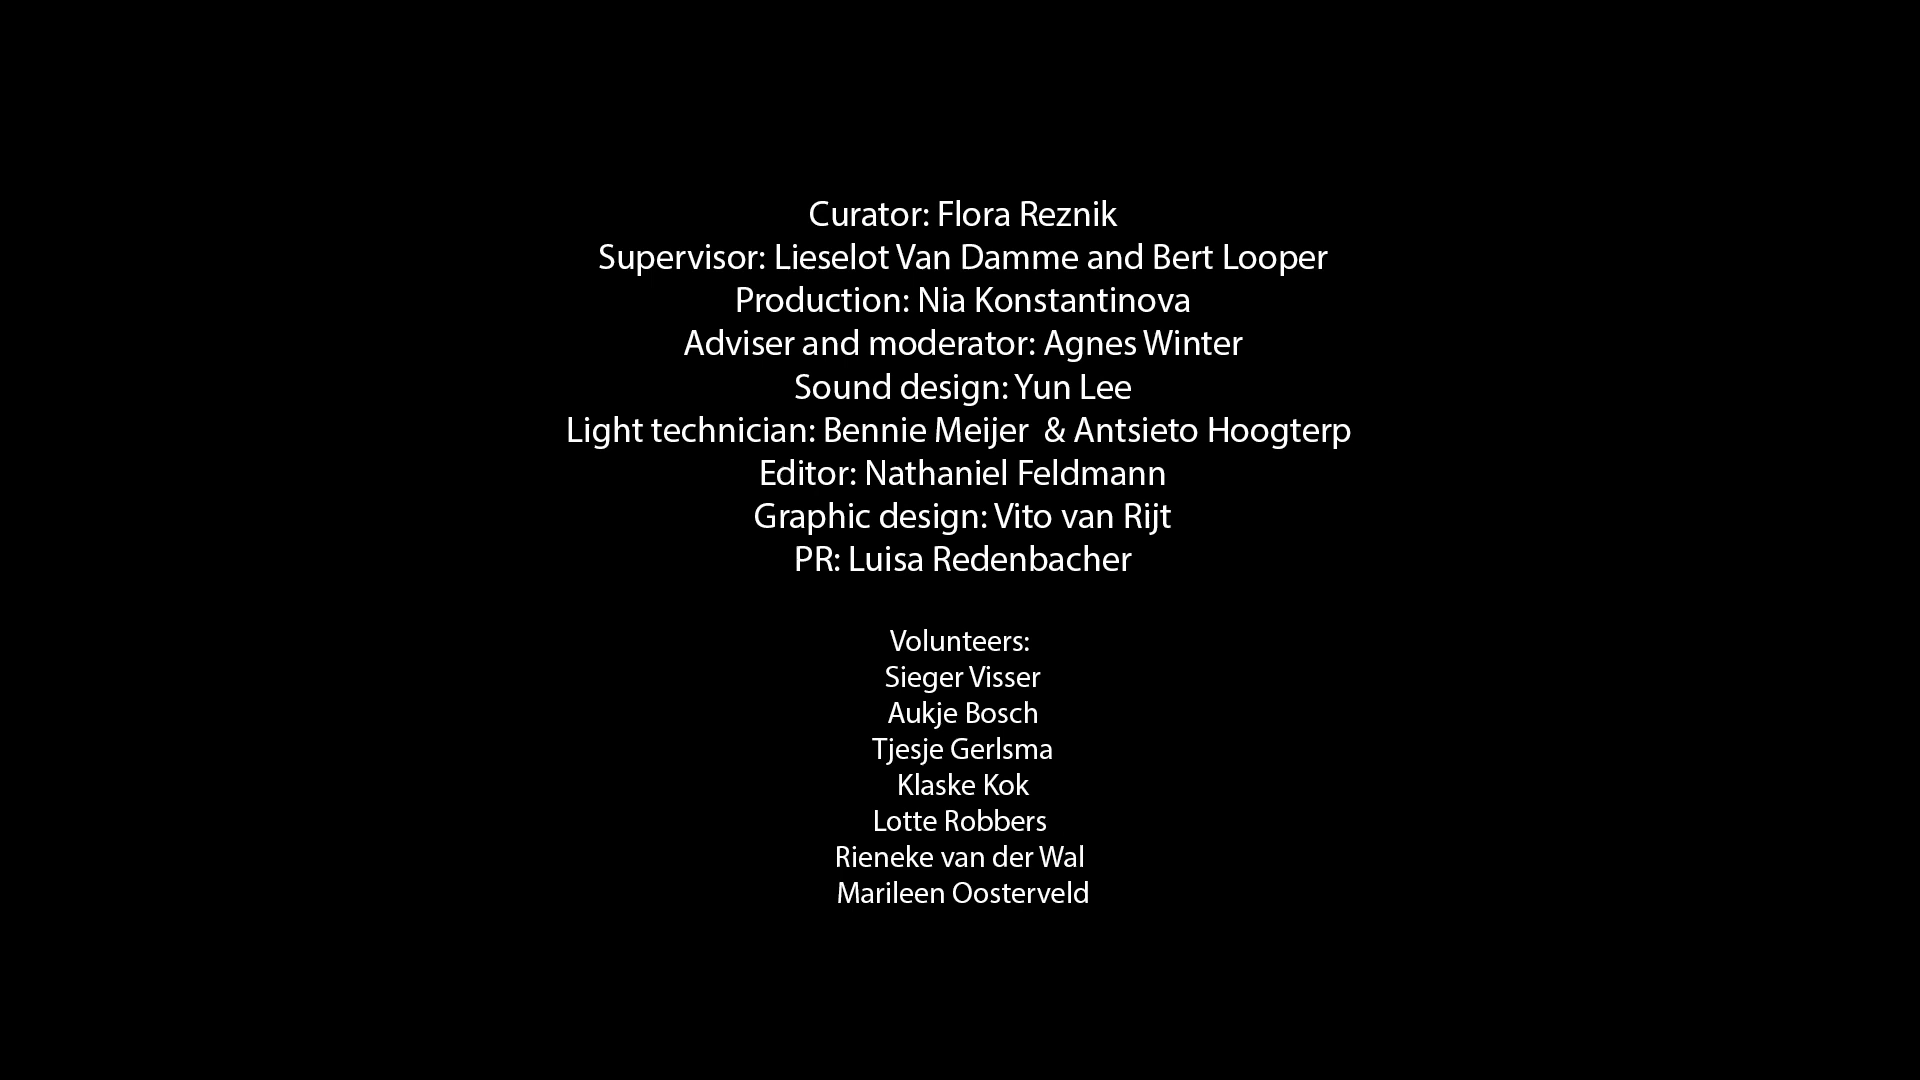 Curator: Flora Reznik
Supervisor: Lieselot Van Damme and Bert Looper
Production: Nia Konstantinova
Adviser and moderator: Agnes Winter
Sound design: Yun Lee
Light technician: Bennie Meijer & Antsieto Hoogterp
Editor: Nathaniel Feldmann
Graphic design: Vito van Rijt
PR: Luisa Redenbacher
Volunteers:
Sieger Visser
Aukje Bosch
Tjesje Gerlsma
Klaske Kok
Lotte Robbers
Rieneke van der Wal
Marileen Oosterveld